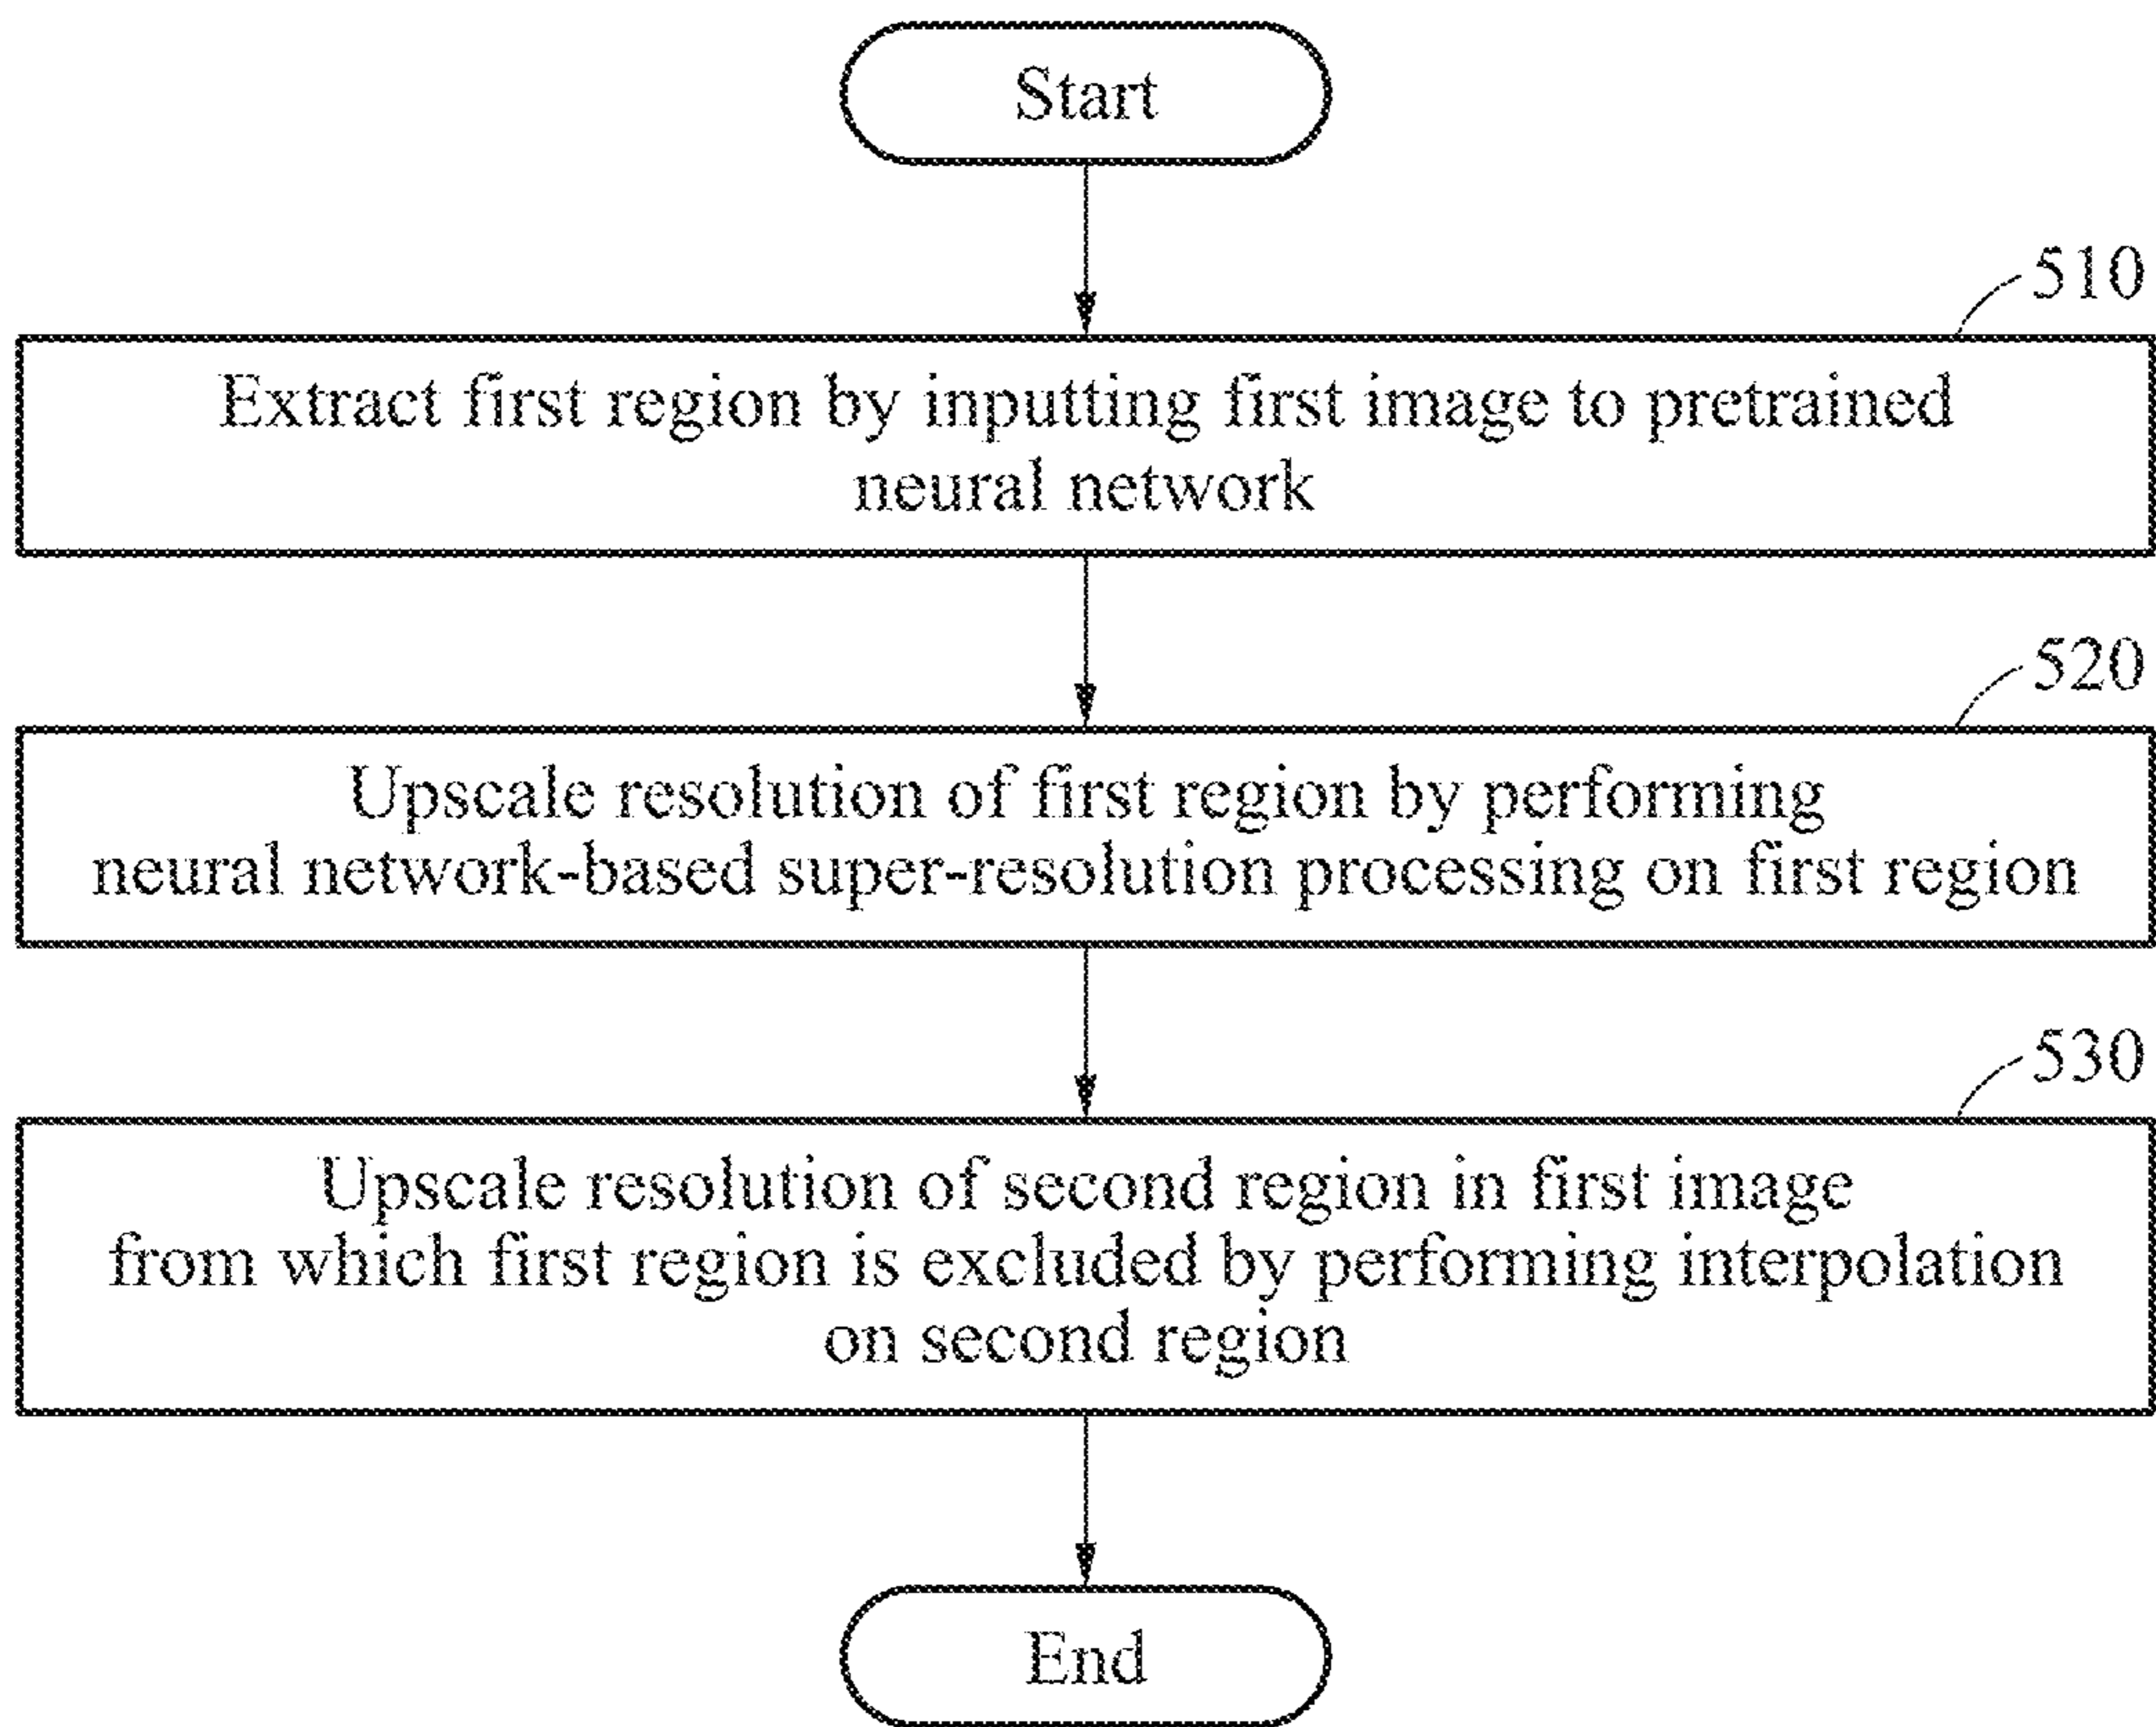 Start
510
Extract first region by inputting first image to pretrained
neural network
520
Upscale resolution of first region by performing
neural network-based super-resolution processing on first region
530
Upscale resolution of second region in first image
from which first region is excluded by performing interpolation
on second region
End